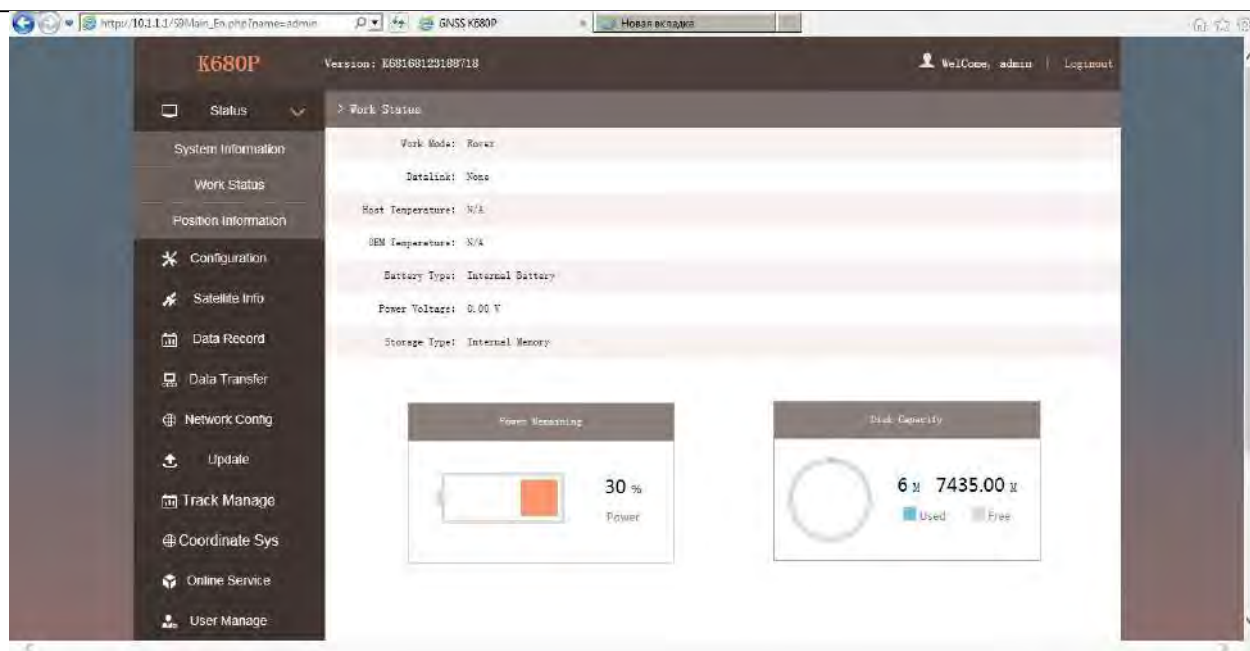 http://10.1.1.1/S9Main_En.php?name=admin GNSS K680P Новая вкладка
K680P Version: K68168123188718 WelCome, admin | Loginout
Status > Work Status
System Information
Work Status
Position Information
Configuration
Satellite Info
Data Record
Data Transfer
Network Config
Update
Track Manage
Coordinate Sys
Online Service
User Manage
Work Mode: Rover
Datalink: None
Host Temperature: N/A
OEM Temperature: N/A
Battery Type: Internal Battery
Power Voltage: 0.00 V
Storage Type: Internal Memory
Power Remaining
30 %
Power
Disk Capacity
6 M 7435.00 M
Used Free